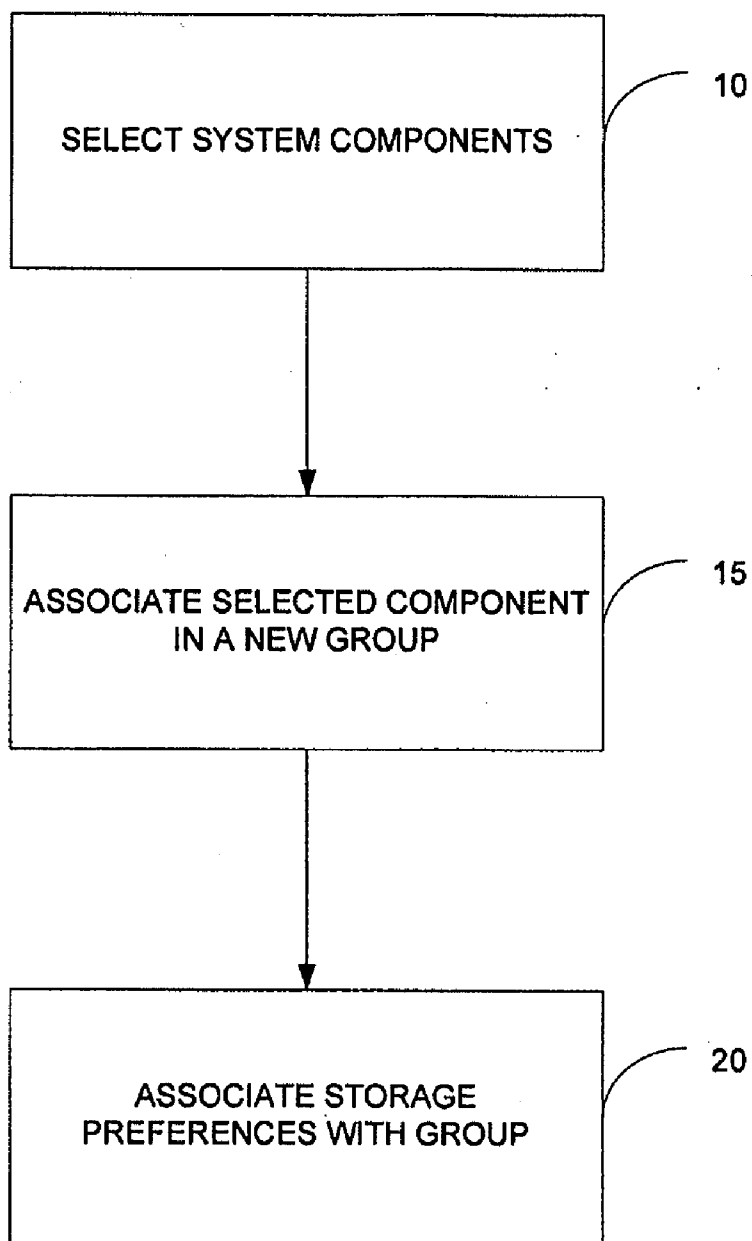 SELECT SYSTEM COMPONENTS
10
ASSOCIATE SELECTED COMPONENT
IN A NEW GROUP
15
ASSOCIATE STORAGE
PREFERENCES WITH GROUP
20